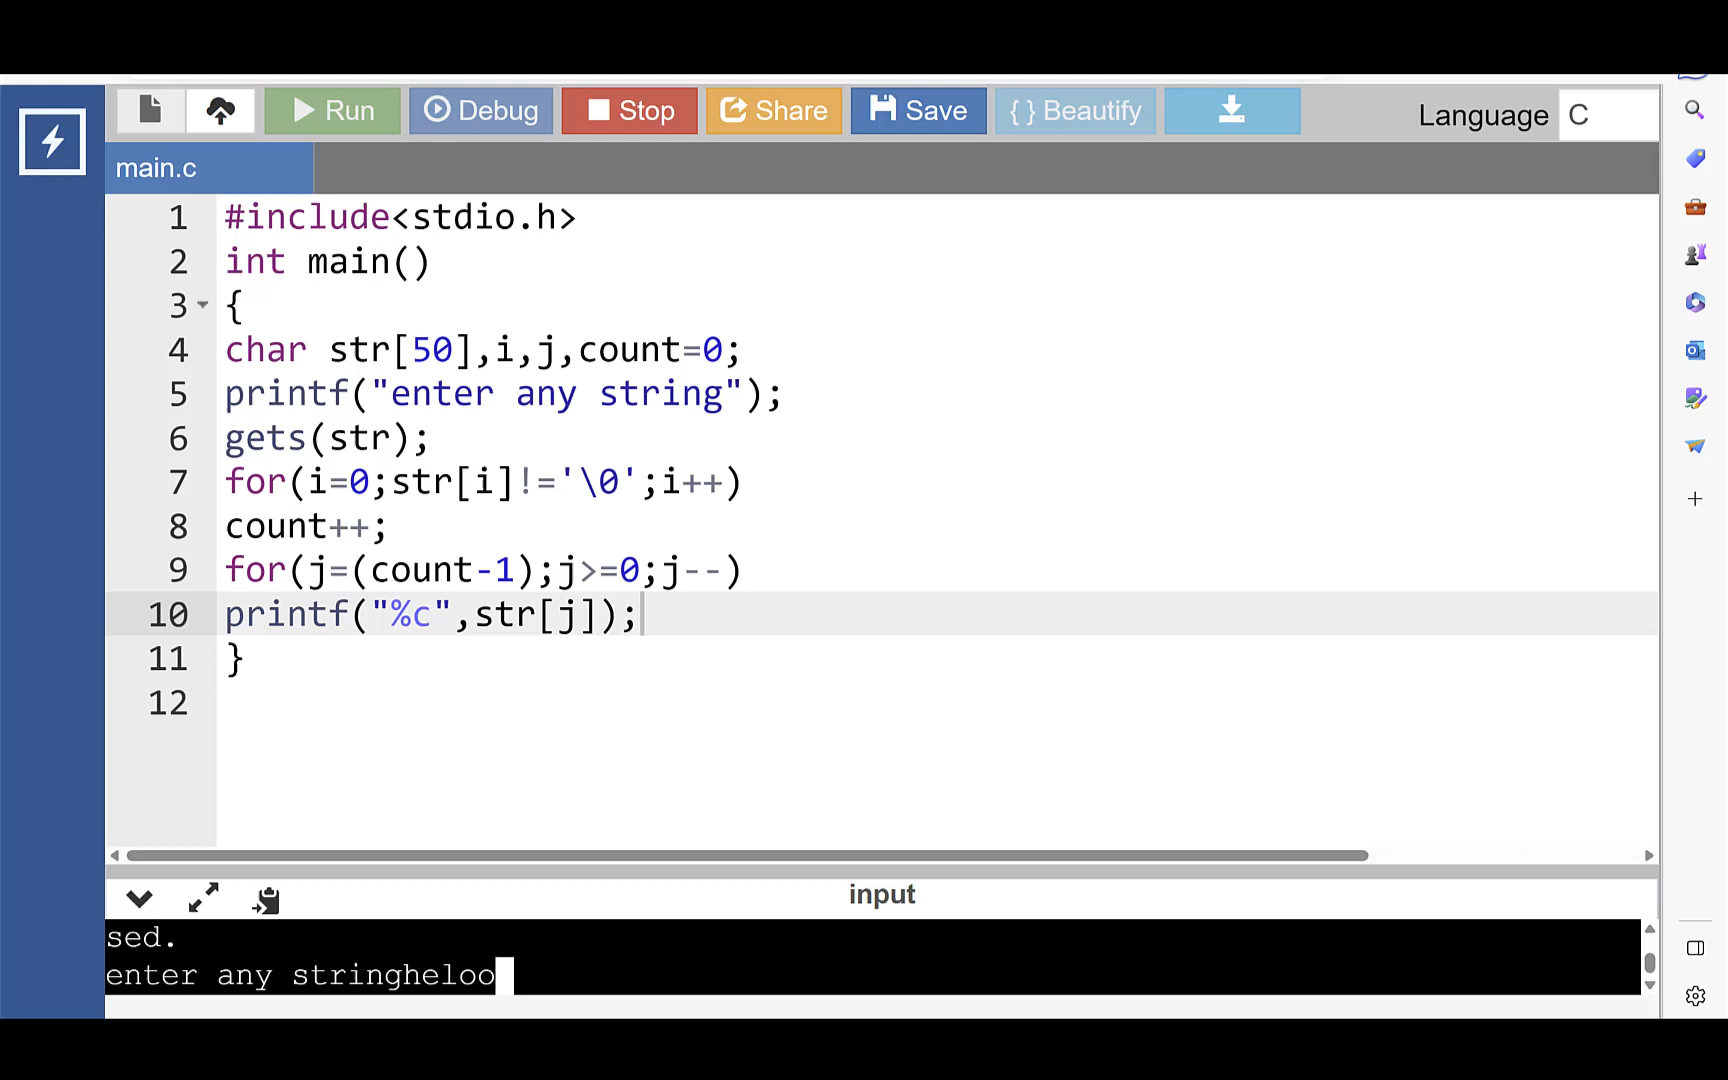 Run Debug Stop Share Save { } Beautify Language C
main.c
1 #include<stdio.h>
2 int main()
3 {
4 char str[50],i,j,count=0;
5 printf("enter any string");
6 gets(str);
7 for(i=0;str[i]!='\0';i++)
8 count++;
9 for(j=(count-1);j>=0;j--)
10 printf("%c",str[j]);
11 }
12
input
sed.
enter any stringheloo